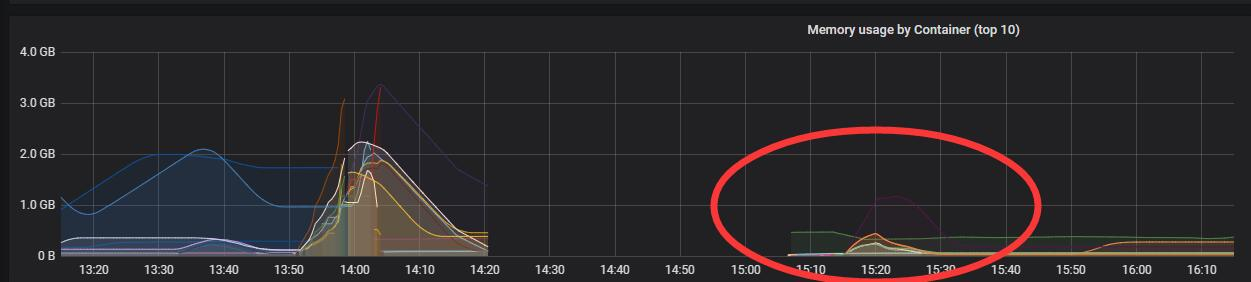 Memory usage by Container (top 10)
4.0 GB
3.0 GB
2.0 GB
1.0 GB
0 B
13:20 13:30 13:40 13:50 14:00 14:10 14:20 14:30 14:40 14:50 15:00 15:10 15:20 15:30 15:40 15:50 16:00 16:10